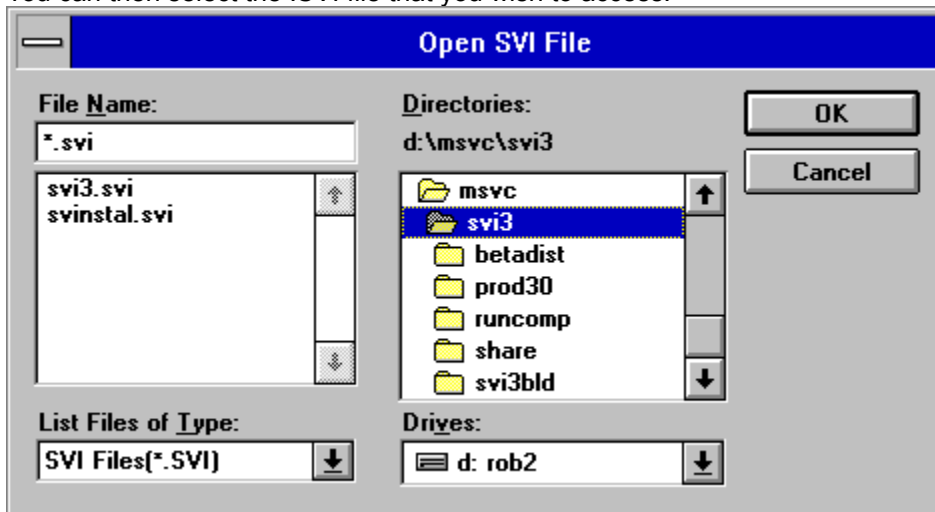 You can then select the .SVI file that you wish to access.
Open SVI File
File Name:
*.svi
svi3.svi
svinstal.svi
List Files of Type:
SVI Files(*.SVI)
Directories:
d:\msvc\svi3
msvc
svi3
betadist
prod30
runcomp
share
svi3bld
Drives:
d: rob2
OK
Cancel